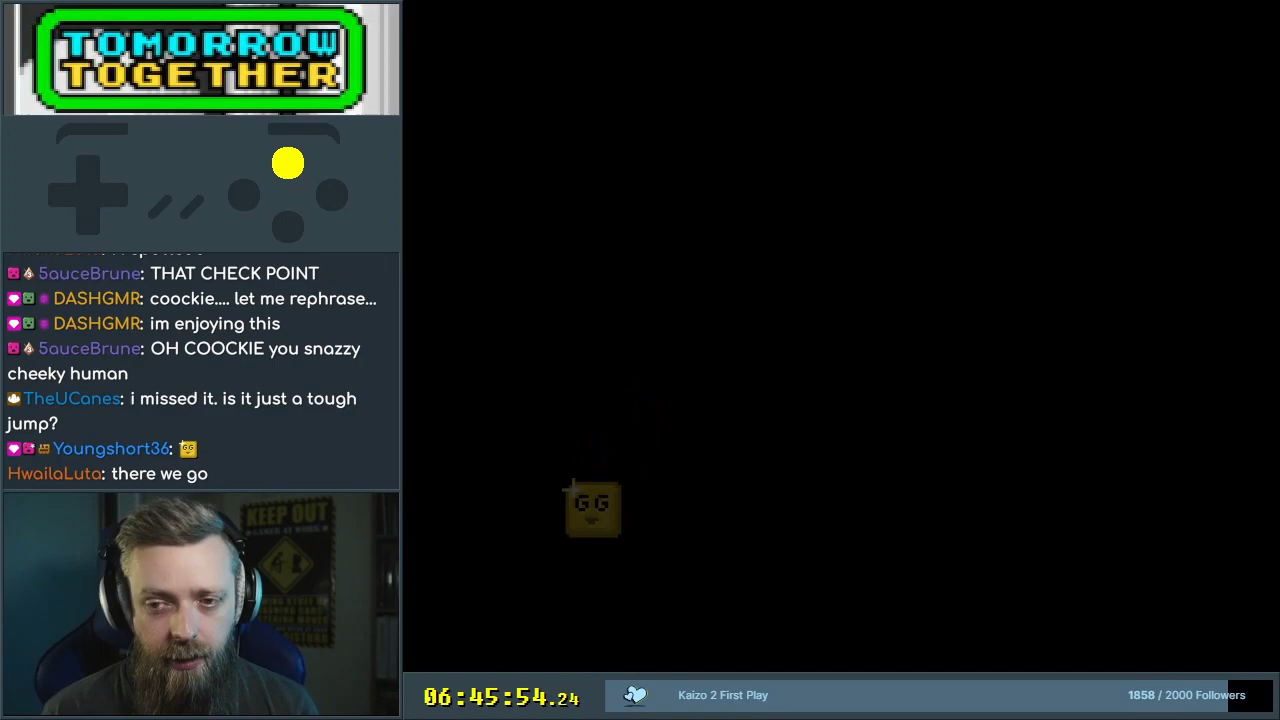 TOMORROW
TOGETHER
5auceBrune: THAT CHECK POINT
DASHGMR: coockie.... let me rephrase...
DASHGMR: im enjoying this
5auceBrune: OH COOCKIE you snazzy
cheeky human
TheUCanes: i missed it. is it just a tough
jump?
Youngshort36: GG
HwailaLuta: there we go
KEEP OUT
GG
06:45:54.24
Kaizo 2 First Play
1858 / 2000 Followers